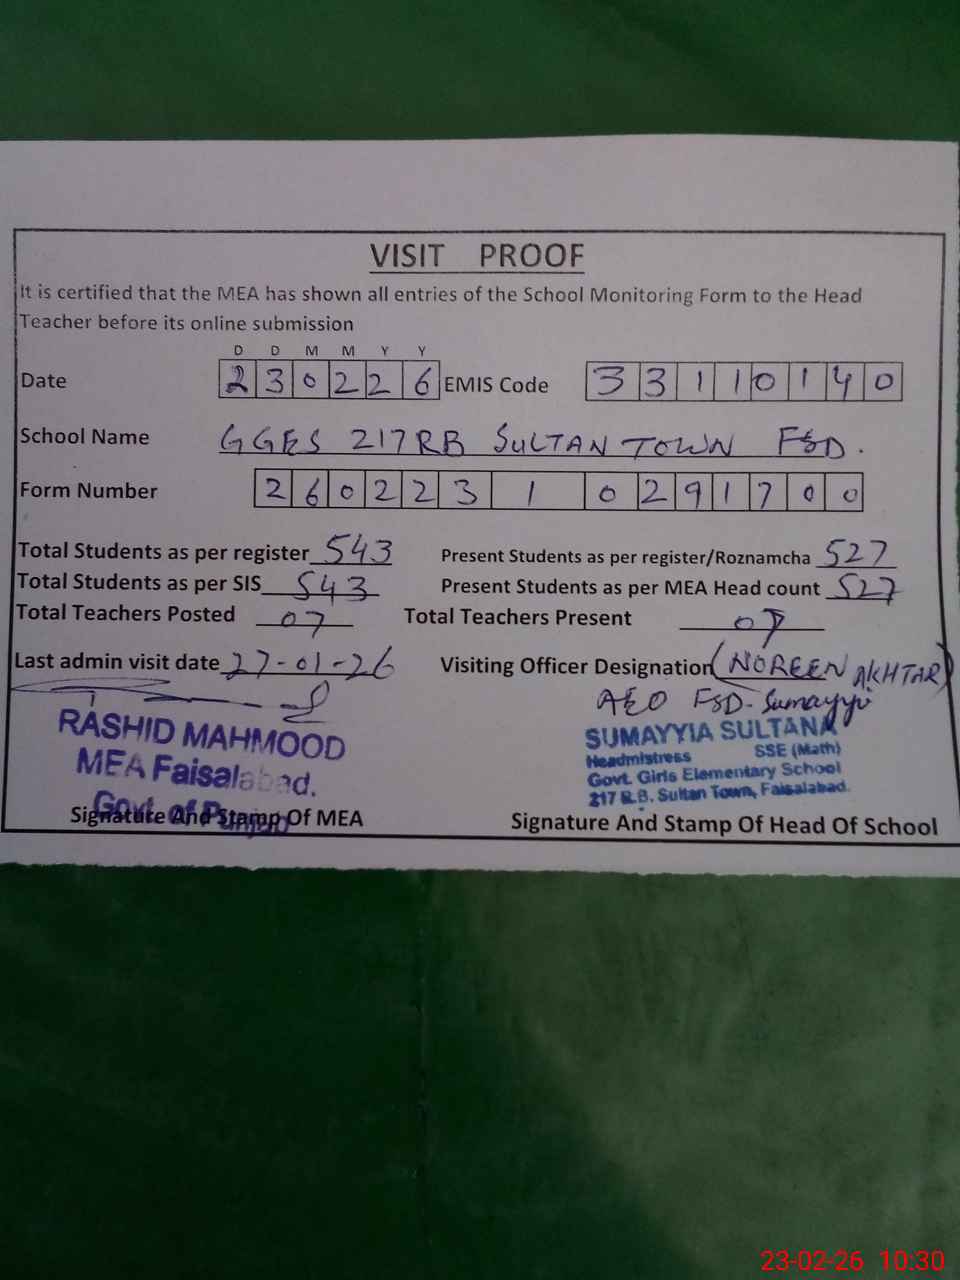 VISIT PROOF
It is certified that the MEA has shown all entries of the School Monitoring Form to the Head
Teacher before its online submission
D D M M Y Y
Date 2 3 0 2 2 6 EMIS Code 3 3 1 1 0 1 4 0
School Name GGES 217RB SULTAN TOWN FSD.
Form Number 2 6 0 2 2 3 1 0 2 9 1 7 0 0
Total Students as per register 543 Present Students as per register/Roznamcha 527
Total Students as per SIS 543 Present Students as per MEA Head count 527
Total Teachers Posted 07 Total Teachers Present 07
Last admin visit date 27-01-26 Visiting Officer Designation (NOREEN AKHTAR)
AEO FSD. Sumayyia
RASHID MAHMOOD
MEA Faisalabad.
Govt. of Punjab
SUMAYYIA SULTANA
Headmistress SSE (Math)
Govt. Girls Elementary School
217 R.B. Sultan Town, Faisalabad.
Signature And Stamp Of MEA Signature And Stamp Of Head Of School
23-02-26 10:30